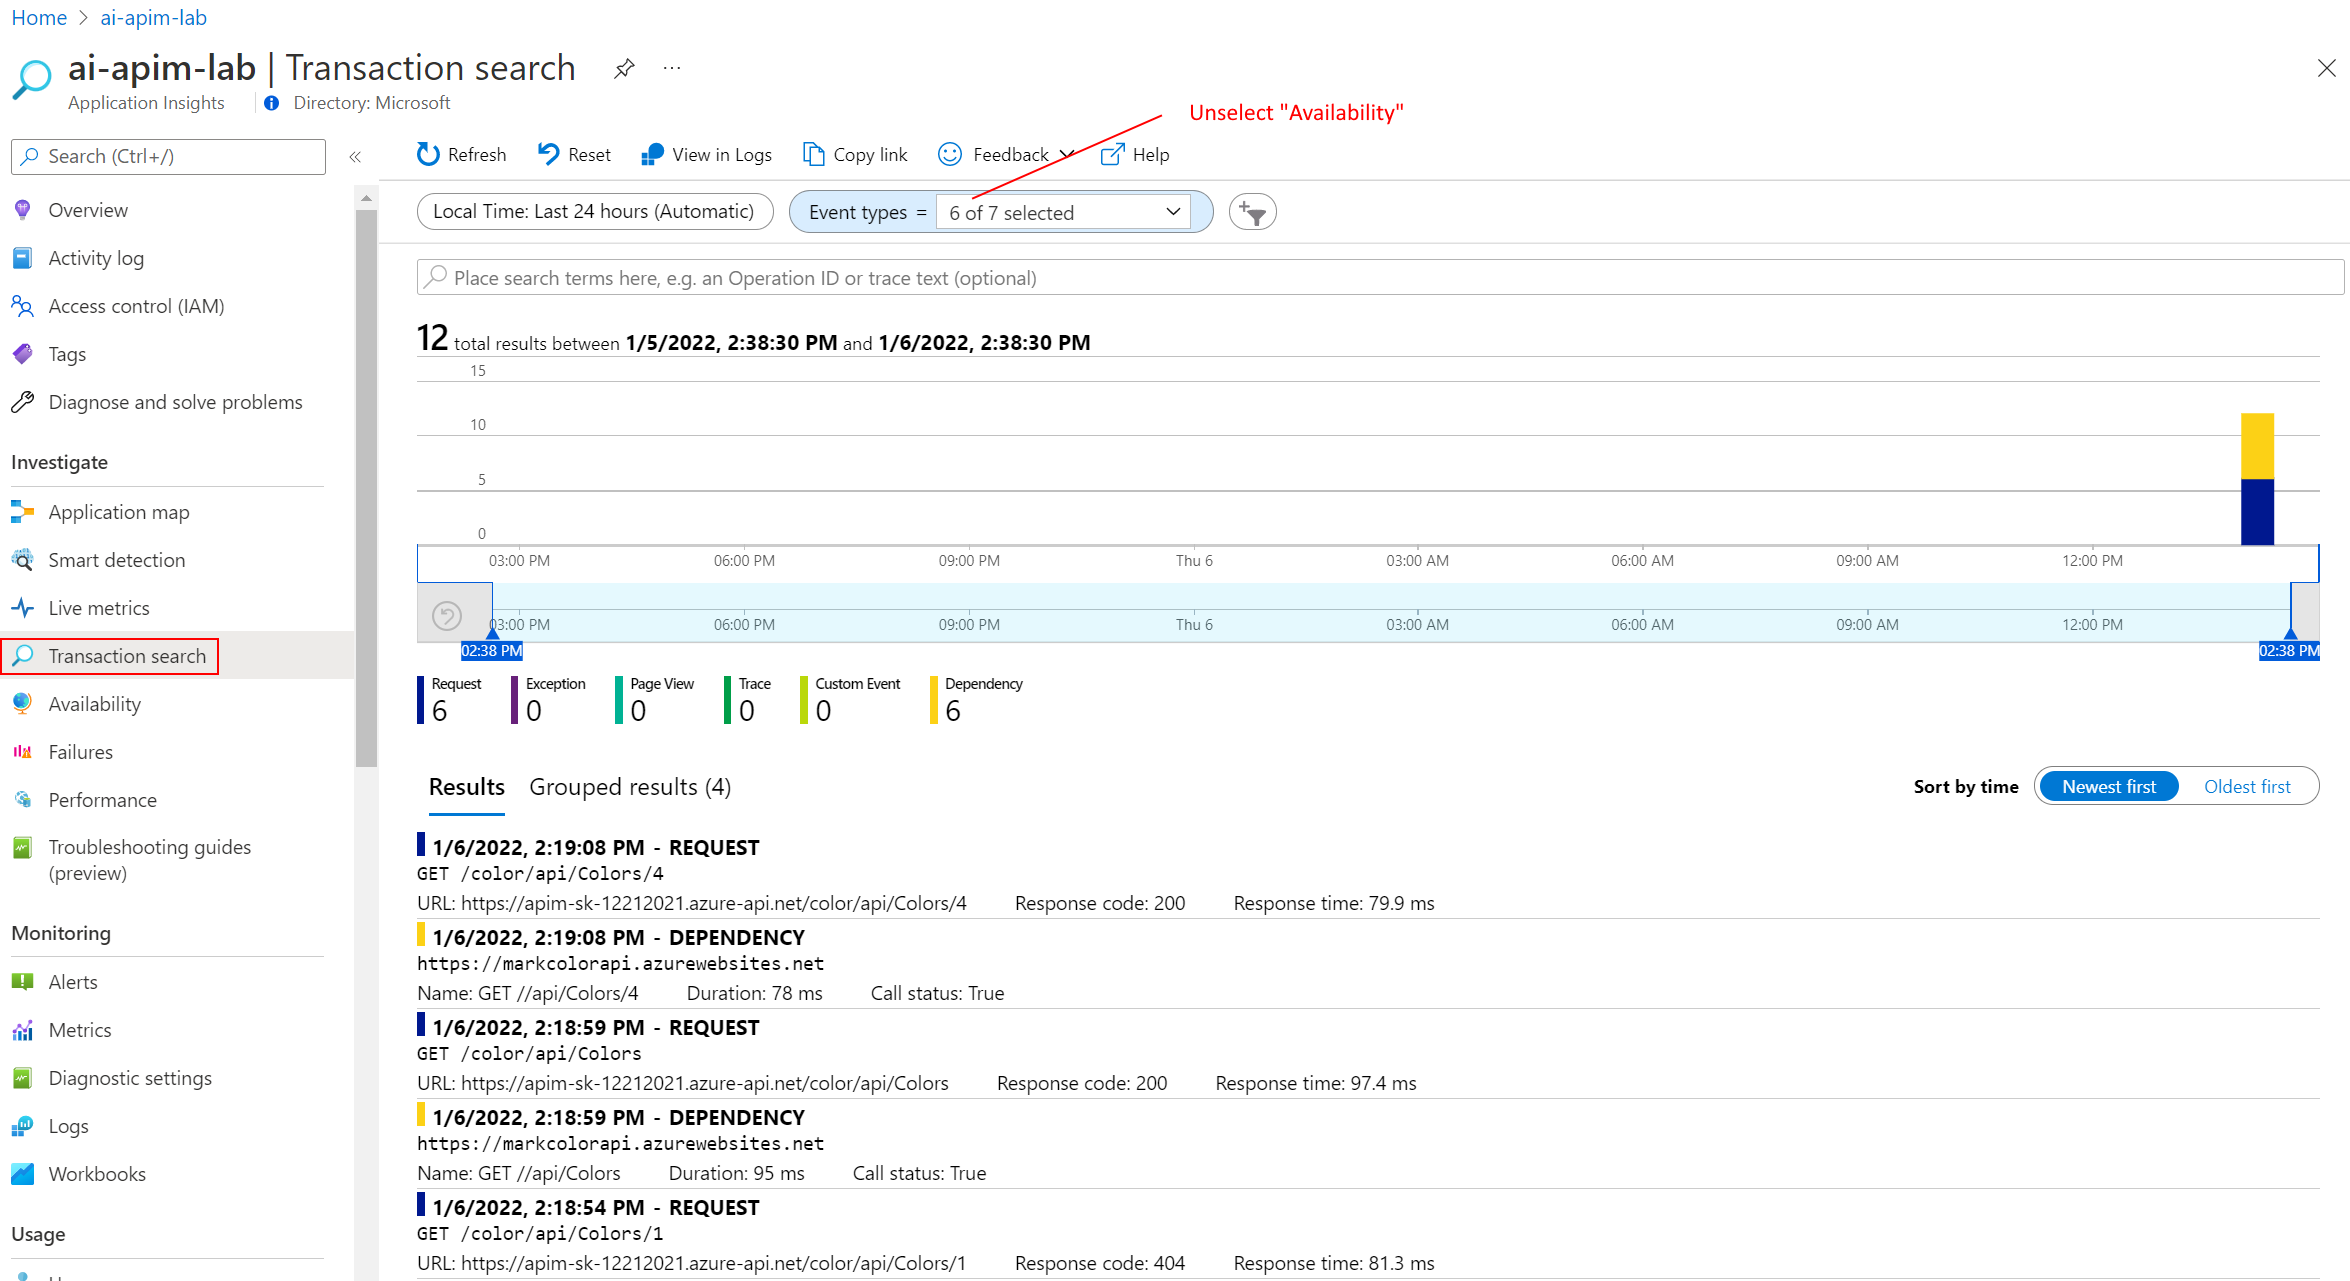 Home > ai-apim-lab
ai-apim-lab | Transaction search ...
Application Insights
Directory: Microsoft
Unselect "Availability"
Search (Ctrl+/)
«
Refresh
Reset
View in Logs
Copy link
Feedback
Help
Overview
Activity log
Access control (IAM)
Tags
Diagnose and solve problems
Investigate
Application map
Smart detection
Live metrics
Transaction search
Availability
Failures
Performance
Troubleshooting guides
(preview)
Monitoring
Alerts
Metrics
Diagnostic settings
Logs
Workbooks
Usage
Local Time: Last 24 hours (Automatic)
Event types = 6 of 7 selected
Place search terms here, e.g. an Operation ID or trace text (optional)
12 total results between 1/5/2022, 2:38:30 PM and 1/6/2022, 2:38:30 PM
15
10
5
0
03:00 PM 06:00 PM 09:00 PM Thu 6 03:00 AM 06:00 AM 09:00 AM 12:00 PM
03:00 PM 06:00 PM 09:00 PM Thu 6 03:00 AM 06:00 AM 09:00 AM 12:00 PM
02:38 PM 02:38 PM
Request Exception Page View Trace Custom Event Dependency
6 0 0 0 0 6
Results Grouped results (4)
Sort by time Newest first Oldest first
1/6/2022, 2:19:08 PM - REQUEST
GET /color/api/Colors/4
URL: https://apim-sk-12212021.azure-api.net/color/api/Colors/4 Response code: 200 Response time: 79.9 ms
1/6/2022, 2:19:08 PM - DEPENDENCY
https://markcolorapi.azurewebsites.net
Name: GET //api/Colors/4 Duration: 78 ms Call status: True
1/6/2022, 2:18:59 PM - REQUEST
GET /color/api/Colors
URL: https://apim-sk-12212021.azure-api.net/color/api/Colors Response code: 200 Response time: 97.4 ms
1/6/2022, 2:18:59 PM - DEPENDENCY
https://markcolorapi.azurewebsites.net
Name: GET //api/Colors Duration: 95 ms Call status: True
1/6/2022, 2:18:54 PM - REQUEST
GET /color/api/Colors/1
URL: https://apim-sk-12212021.azure-api.net/color/api/Colors/1 Response code: 404 Response time: 81.3 ms